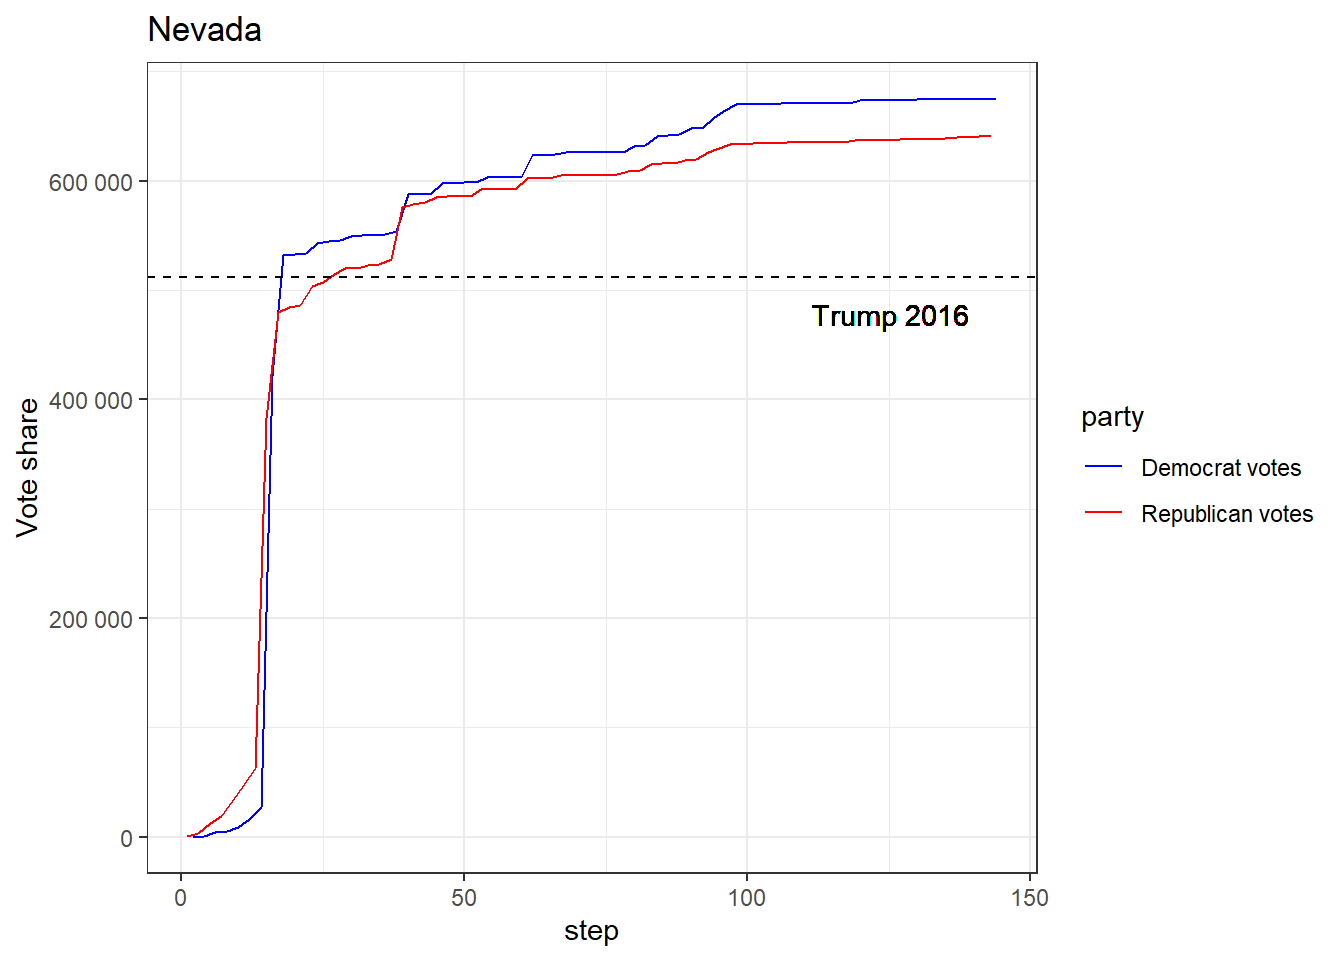 Nevada
Vote share
600 000
400 000
200 000
0
Trump 2016
0
50
100
150
step
party
Democrat votes
Republican votes